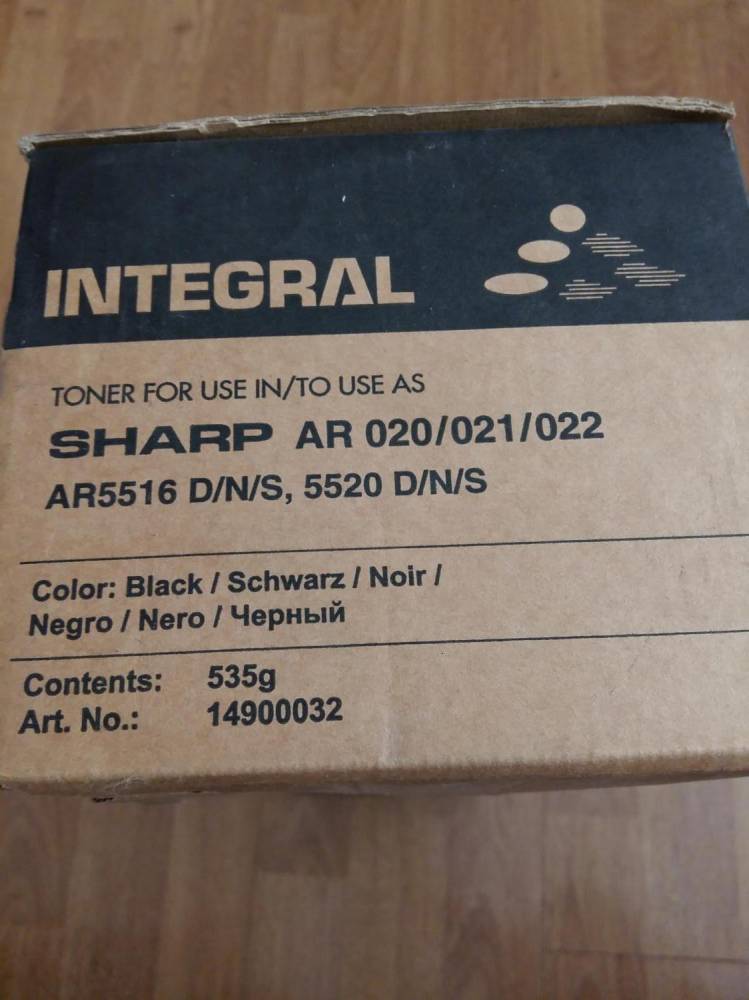 INTEGRAL
TONER FOR USE IN/TO USE AS
SHARP AR 020/021/022
AR5516 D/N/S, 5520 D/N/S
Color: Black / Schwarz / Noir /
Negro / Nero / Черный
Contents: 535g
Art. No.: 14900032